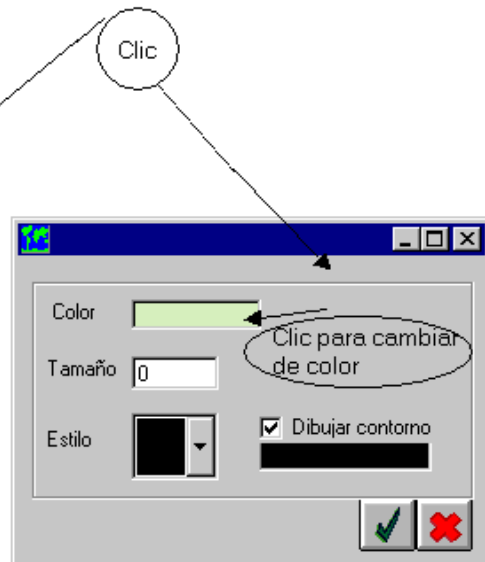 Clic
Color
Clic para cambiar
de color
Tamaño
0
Estilo
Dibujar contorno